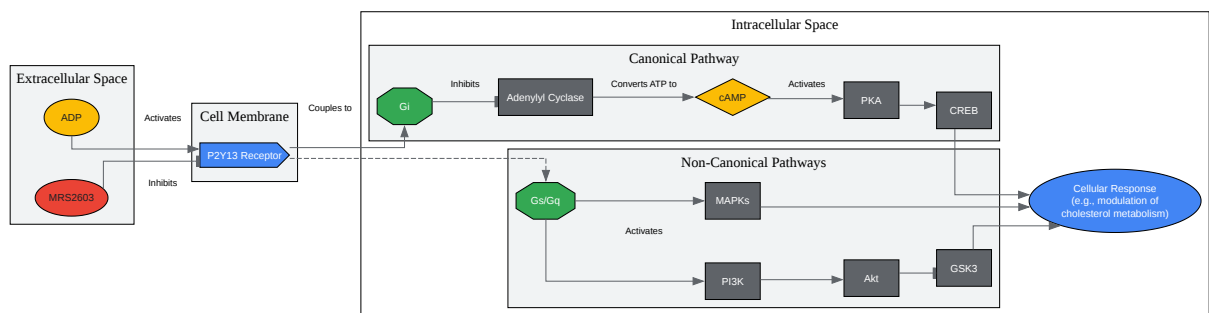 Intracellular Space
Canonical Pathway
Extracellular Space
ADP
MRS2603
Activates
Inhibits
Cell Membrane
P2Y13 Receptor
Couples to
Gi
Inhibits
Adenylyl Cyclase
Converts ATP to
cAMP
Activates
PKA
CREB
Non-Canonical Pathways
Gs/Gq
MAPKs
Activates
PI3K
Akt
GSK3
Cellular Response
(e.g., modulation of
cholesterol metabolism)